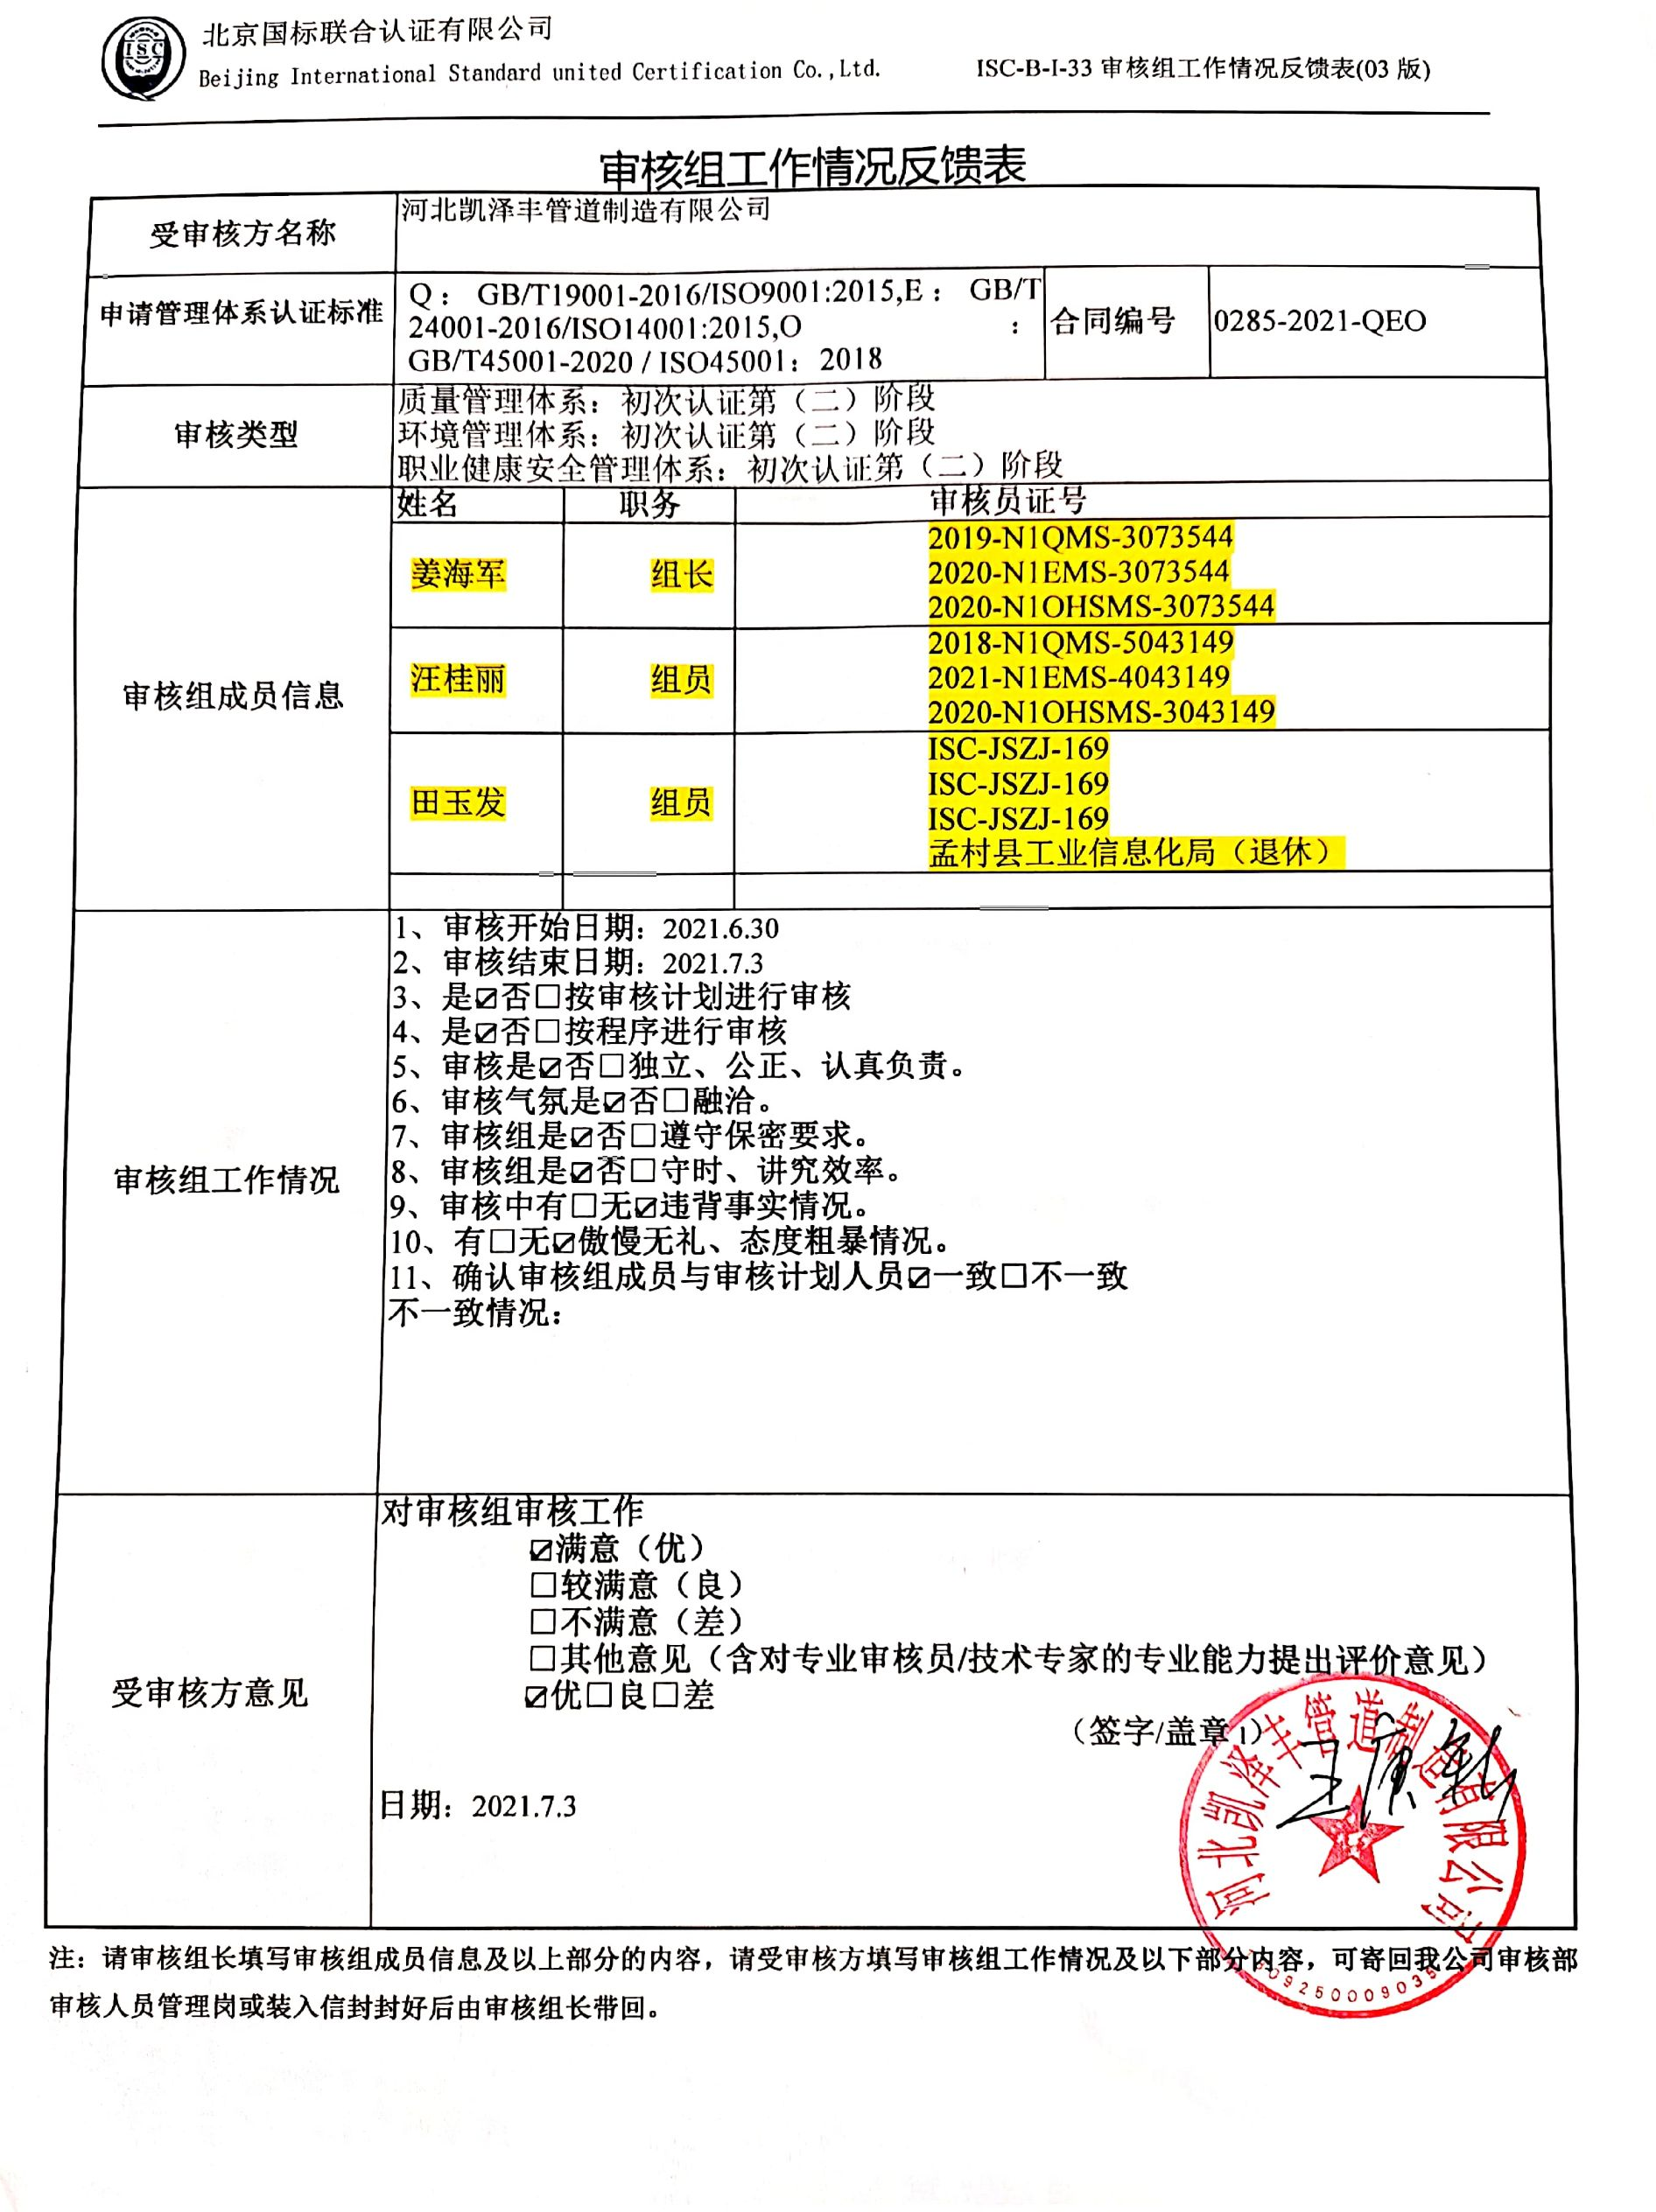 北京国标联合认证有限公司
Beijing International Standard united Certification Co.,Ltd.
ISC-B-I-33 审核组工作情况反馈表(03 版)
ISC
审核组工作情况反馈表
受审核方名称
河北凯泽丰管道制造有限公司
申请管理体系认证标准
Q： GB/T19001-2016/ISO9001:2015,E： GB/T
24001-2016/ISO14001:2015,O ：
GB/T45001-2020 / ISO45001：2018
合同编号
0285-2021-QEO
审核类型
质量管理体系：初次认证第（二）阶段
环境管理体系：初次认证第（二）阶段
职业健康安全管理体系：初次认证第（二）阶段
审核组成员信息
姓名 职务 审核员证号
姜海军 组长
2019-N1QMS-3073544
2020-N1EMS-3073544
2020-N1OHSMS-3073544
汪桂丽 组员
2018-N1QMS-5043149
2021-N1EMS-4043149
2020-N1OHSMS-3043149
田玉发 组员
ISC-JSZJ-169
ISC-JSZJ-169
ISC-JSZJ-169
孟村县工业信息化局（退休）
审核组工作情况
1、审核开始日期：2021.6.30
2、审核结束日期：2021.7.3
3、是☑否☐按审核计划进行审核
4、是☑否☐按程序进行审核
5、审核是☑否☐独立、公正、认真负责。
6、审核气氛是☑否☐融洽。
7、审核组是☑否☐遵守保密要求。
8、审核组是☑否☐守时、讲究效率。
9、审核中有☐无☑违背事实情况。
10、有☐无☑傲慢无礼、态度粗暴情况。
11、确认审核组成员与审核计划人员☑一致☐不一致
不一致情况：
受审核方意见
对审核组审核工作
☑满意（优）
☐较满意（良）
☐不满意（差）
☐其他意见（含对专业审核员/技术专家的专业能力提出评价意见）
☑优☐良☐差
（签字/盖章）
河北凯泽丰管道制造有限公司
日期：2021.7.3
注：请审核组长填写审核组成员信息及以上部分的内容，请受审核方填写审核组工作情况及以下部分内容，可寄回我公司审核部
审核人员管理岗或装入信封封好后由审核组长带回。